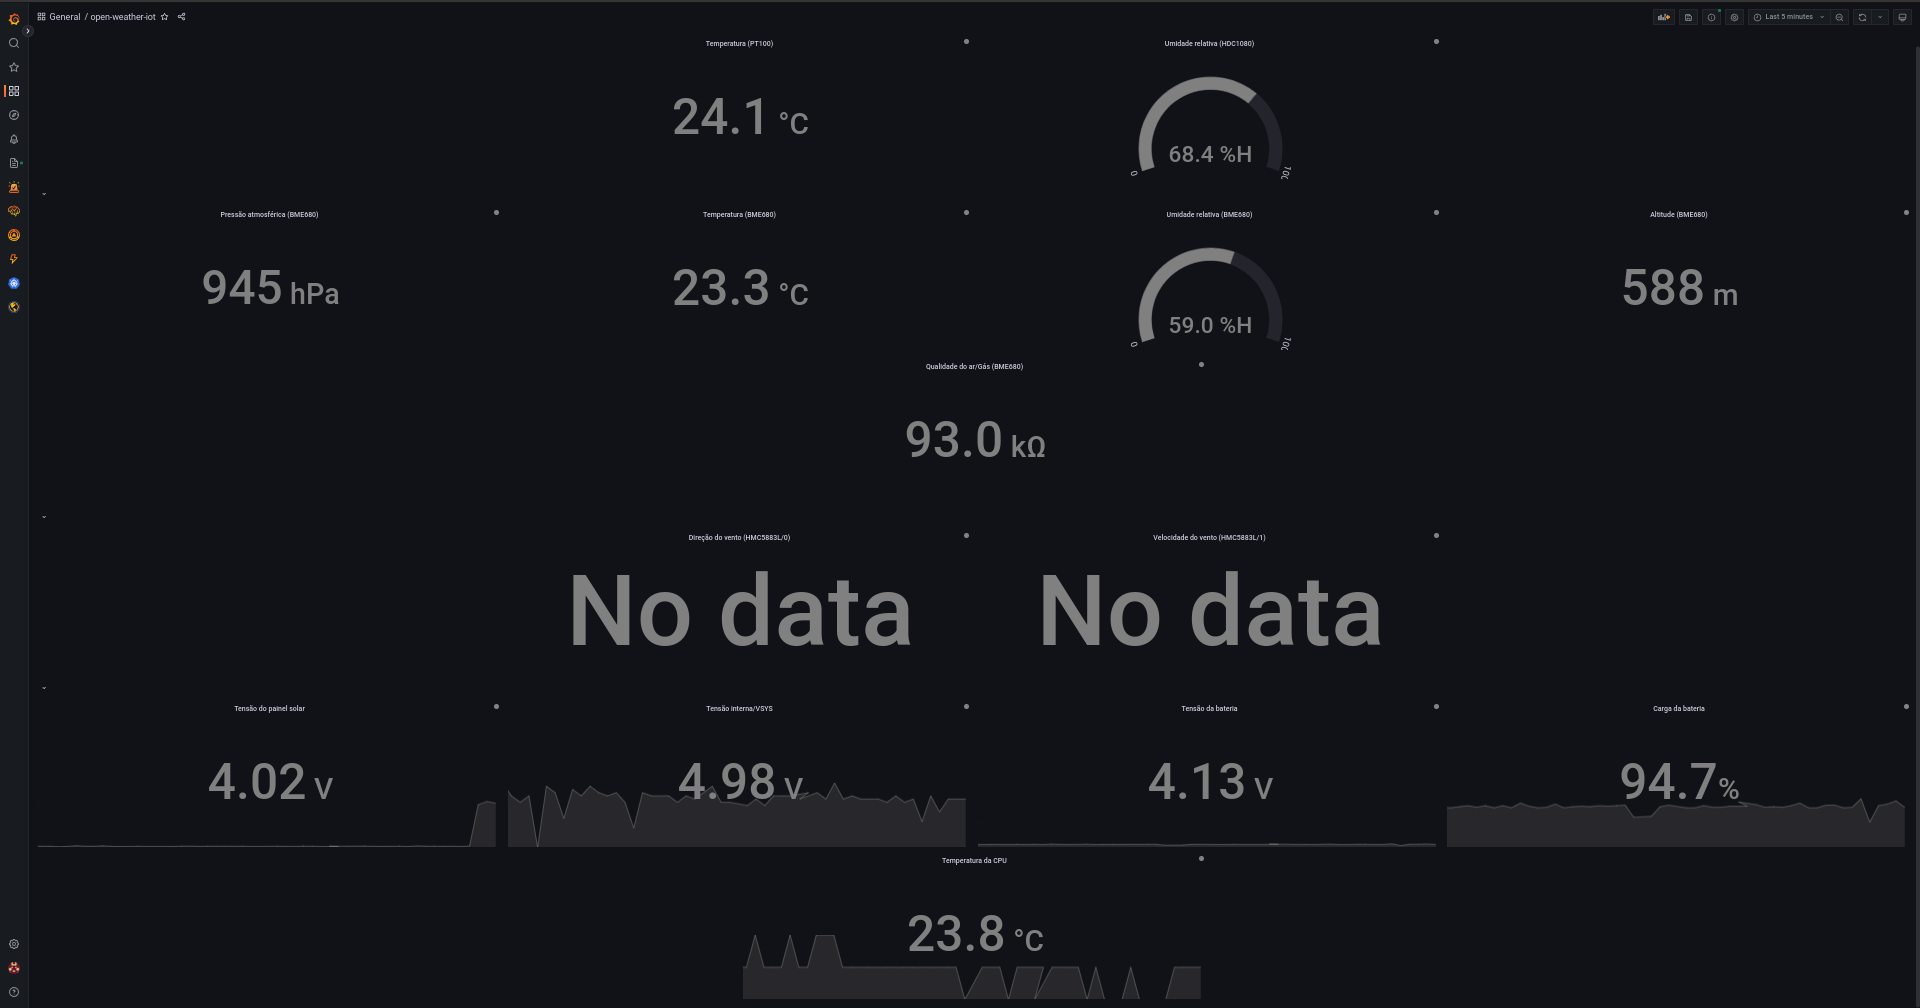 General / open-weather-iot
Last 5 minutes
Temperatura (PT100)
Umidade relativa (HDC1080)
24.1 °C
68.4 %H
0
100
Pressão atmosférica (BME680)
Temperatura (BME680)
Umidade relativa (BME680)
Altitude (BME680)
945 hPa
23.3 °C
59.0 %H
0
100
588 m
Qualidade do ar/Gás (BME680)
93.0 kΩ
Direção do vento (HMC5883L/0)
Velocidade do vento (HMC5883L/1)
No data
No data
Tensão do painel solar
Tensão interna/VSYS
Tensão da bateria
Carga da bateria
4.02 V
4.98 V
4.13 V
94.7%
Temperatura da CPU
23.8 °C